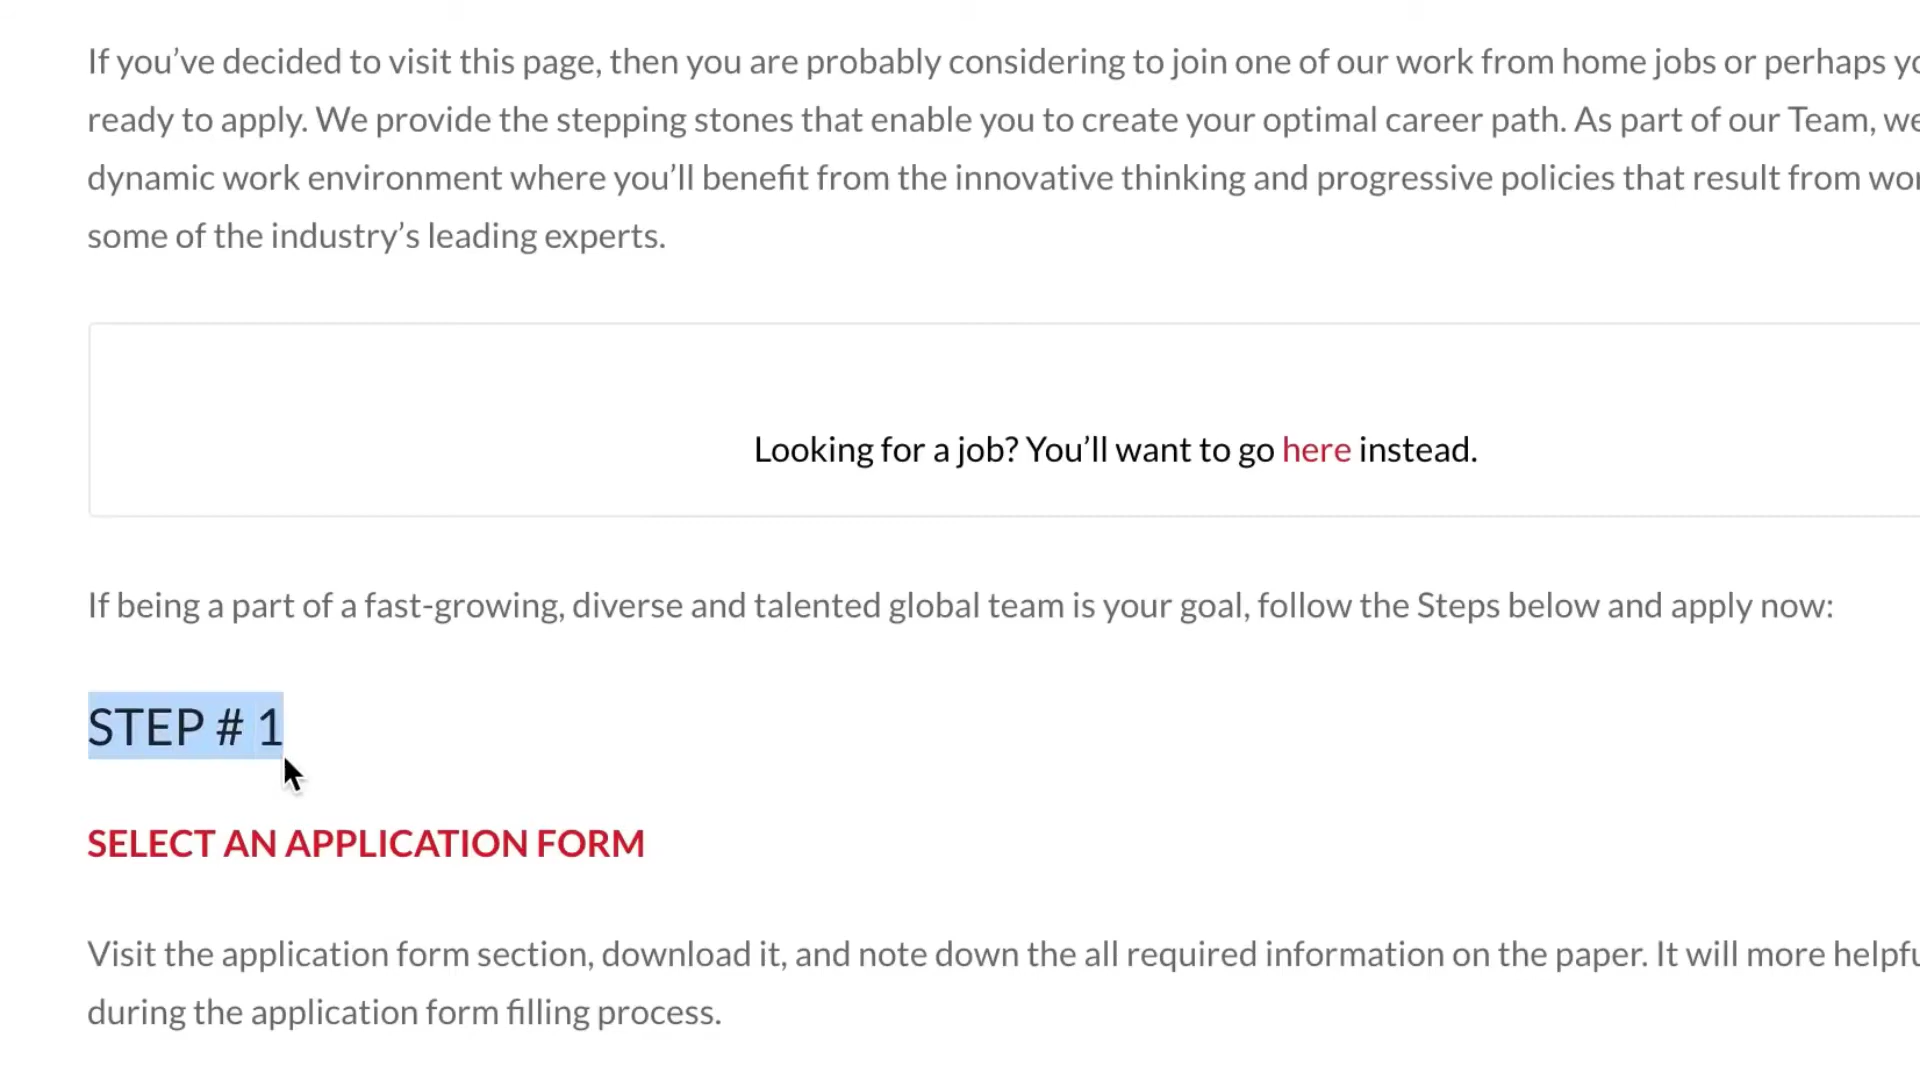 If you’ve decided to visit this page, then you are probably considering to join one of our work from home jobs or perhaps
ready to apply. We provide the stepping stones that enable you to create your optimal career path. As part of our Team,
dynamic work environment where you’ll benefit from the innovative thinking and progressive policies that result from
some of the industry’s leading experts.
Looking for a job? You’ll want to go here instead.
If being a part of a fast-growing, diverse and talented global team is your goal, follow the Steps below and apply now:
STEP # 1
SELECT AN APPLICATION FORM
Visit the application form section, download it, and note down the all required information on the paper. It will more
during the application form filling process.